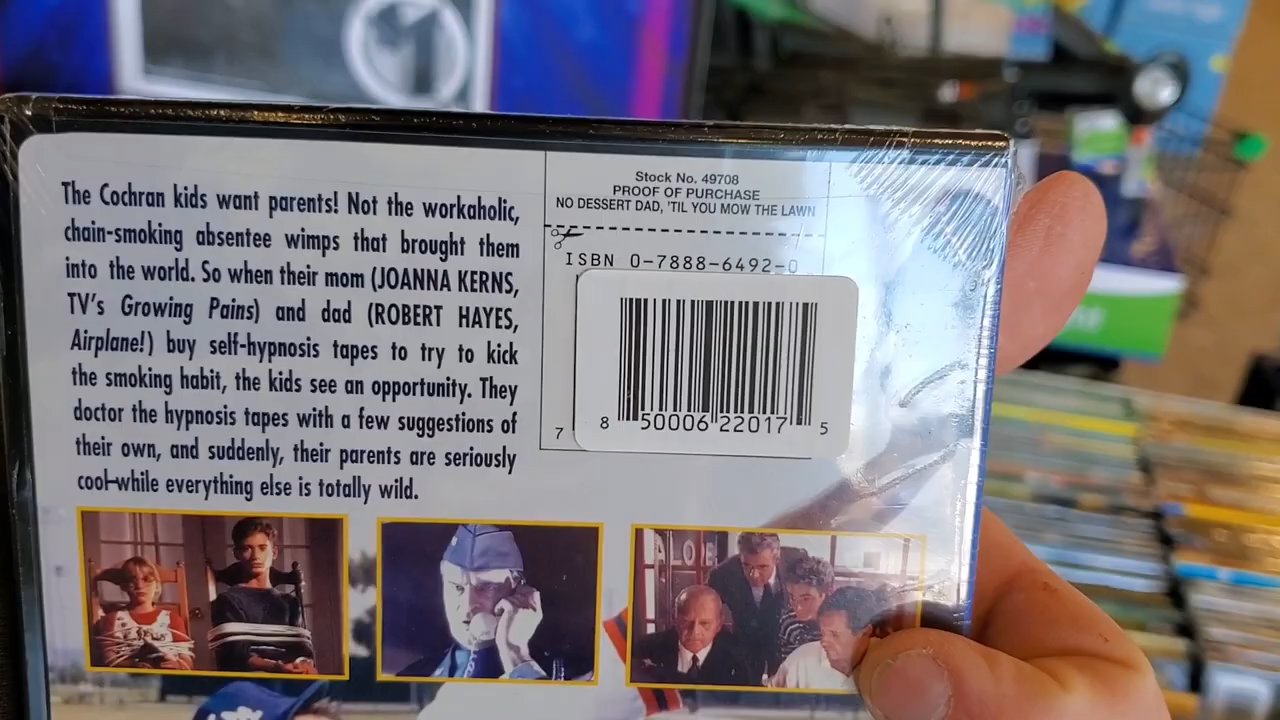 The Cochran kids want parents! Not the workaholic,
chain-smoking absentee wimps that brought them
into the world. So when their mom (JOANNA KERNS,
TV's Growing Pains) and dad (ROBERT HAYES,
Airplane!) buy self-hypnosis tapes to try to kick
the smoking habit, the kids see an opportunity. They
doctor the hypnosis tapes with a few suggestions of
their own, and suddenly, their parents are seriously
cool—while everything else is totally wild.
Stock No. 49708
PROOF OF PURCHASE
NO DESSERT DAD, 'TIL YOU MOW THE LAWN
ISBN 0-7888-6492-0
7
8 50006 22017 5